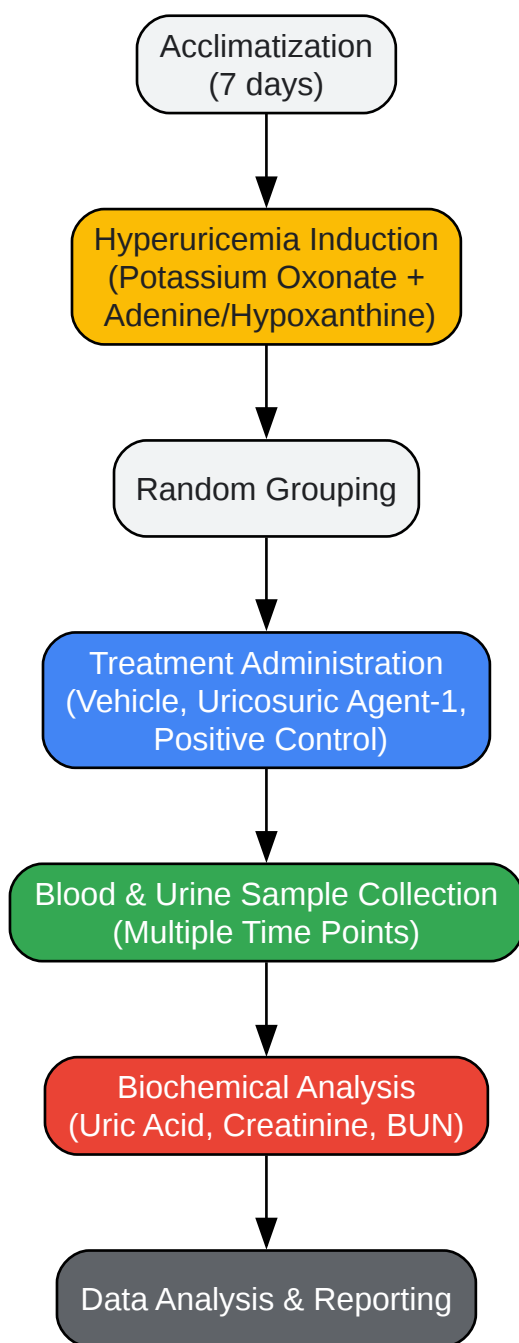 Acclimatization
(7 days)
Hyperuricemia Induction
(Potassium Oxonate +
Adenine/Hypoxanthine)
Random Grouping
Treatment Administration
(Vehicle, Uricosuric Agent-1,
Positive Control)
Blood & Urine Sample Collection
(Multiple Time Points)
Biochemical Analysis
(Uric Acid, Creatinine, BUN)
Data Analysis & Reporting